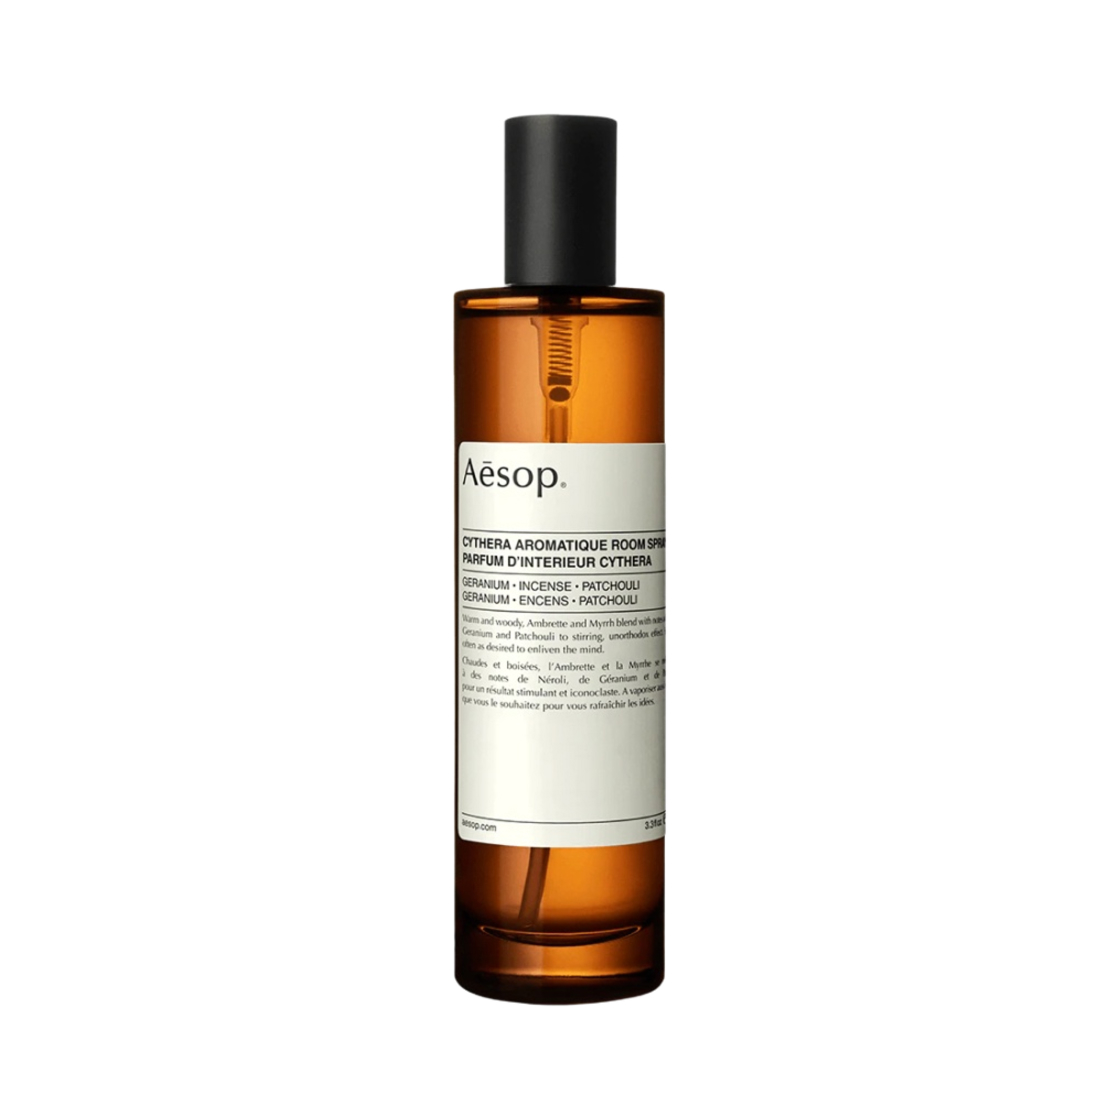 Aēsop®
CYTHERA AROMATIQUE ROOM SPRAY
PARFUM D'INTERIEUR CYTHERA
GERANIUM • INCENSE • PATCHOULI
GERANIUM • ENCENS • PATCHOULI
Warm and woody, Ambrette and Myrrh blend with notes
Geranium and Patchouli to stirring, unorthodox effect.
often as desired to enliven the mind.
Chaudes et boisées, l'Ambrette et la Myrrhe se
à des notes de Néroli, de Géranium et de
pour un résultat stimulant et iconoclaste. A vaporiser
que vous le souhaitez pour vous rafraîchir les idées.
aesop.com 3.3 fl oz